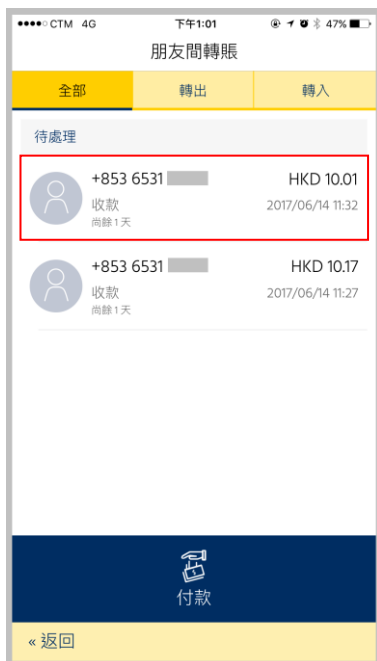 CTM 4G 下午1:01 47%
朋友間轉賬
全部 轉出 轉入
待處理
+853 6531 HKD 10.01
收款 2017/06/14 11:32
尚餘1天
+853 6531 HKD 10.17
收款 2017/06/14 11:27
尚餘1天
付款
«返回